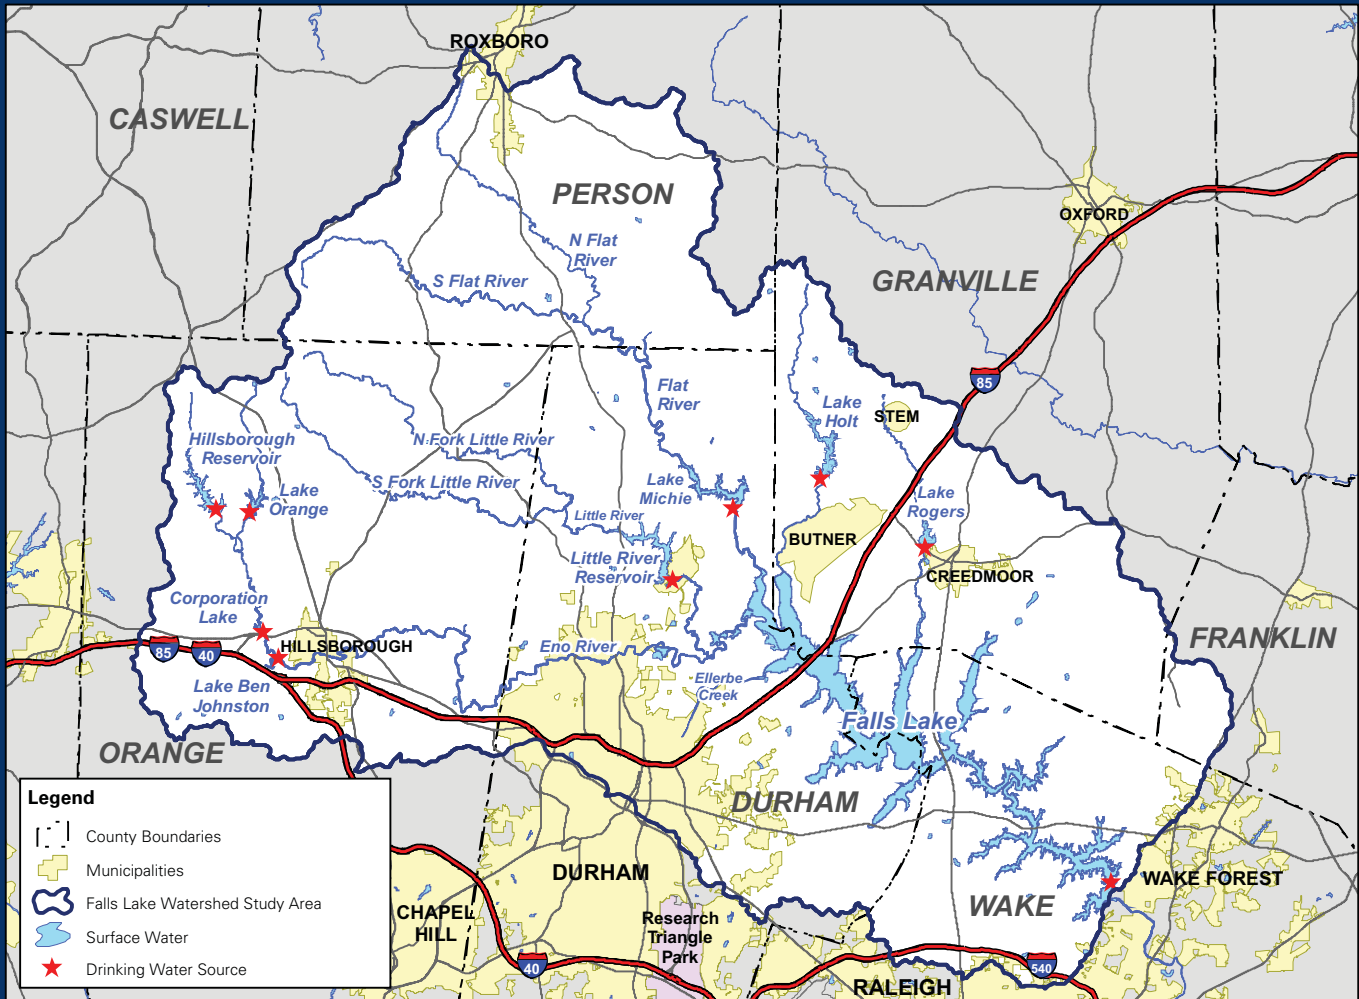 ROXBORO
CASWELL
PERSON
OXFORD
N Flat
River
S Flat River
GRANVILLE
85
Flat
River
Lake
Holt
STEM
Hillsborough
Reservoir
N Fork Little River
S Fork Little River
Lake
Orange
Lake
Michie
Lake
Rogers
Little River
BUTNER
Little River
Reservoir
CREEDMOOR
Corporation
Lake
FRANKLIN
85
40
HILLSBOROUGH
Eno River
Ellerbe
Creek
Lake Ben
Johnston
Falls Lake
ORANGE
DURHAM
Legend
County Boundaries
Municipalities
Falls Lake Watershed Study Area
Surface Water
Drinking Water Source
DURHAM
WAKE FOREST
CHAPEL
HILL
WAKE
Research
Triangle
Park
40
540
RALEIGH